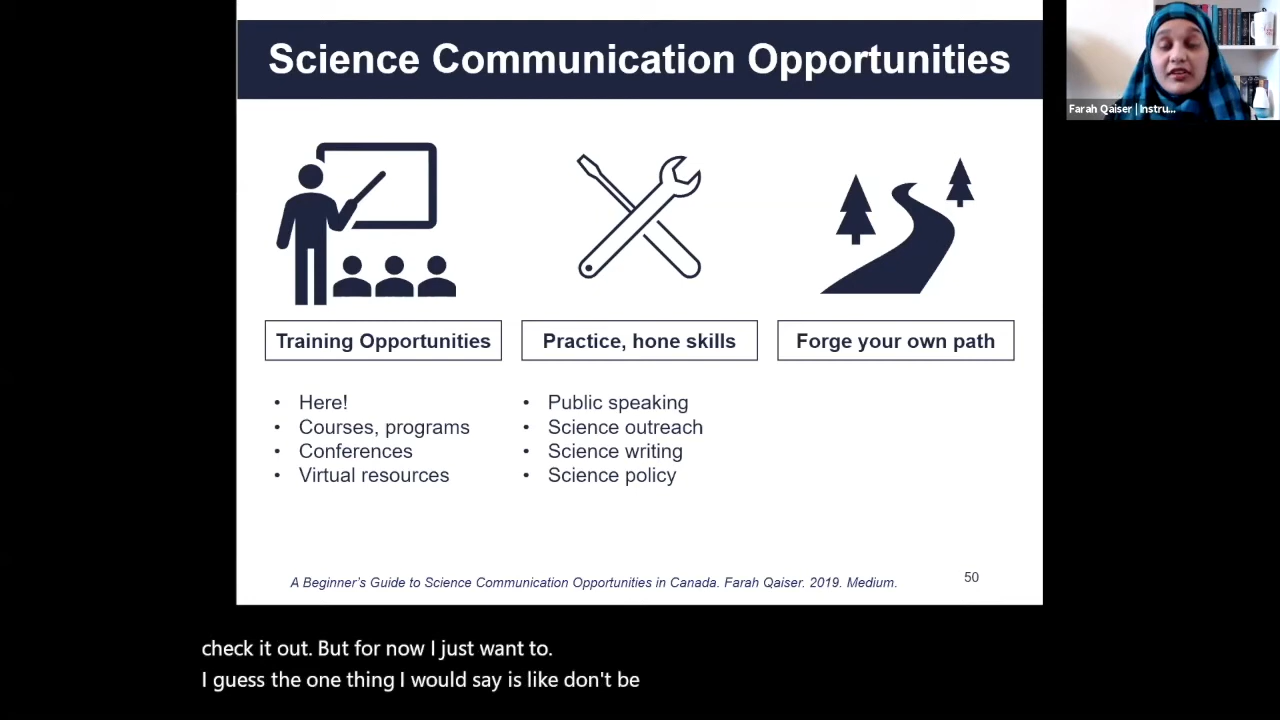 Science Communication Opportunities
Farah Qaiser | Instru...
Training Opportunities
Practice, hone skills
Forge your own path
• Here!
• Courses, programs
• Conferences
• Virtual resources
• Public speaking
• Science outreach
• Science writing
• Science policy
A Beginner's Guide to Science Communication Opportunities in Canada. Farah Qaiser. 2019. Medium.
50
check it out. But for now I just want to.
I guess the one thing I would say is like don't be